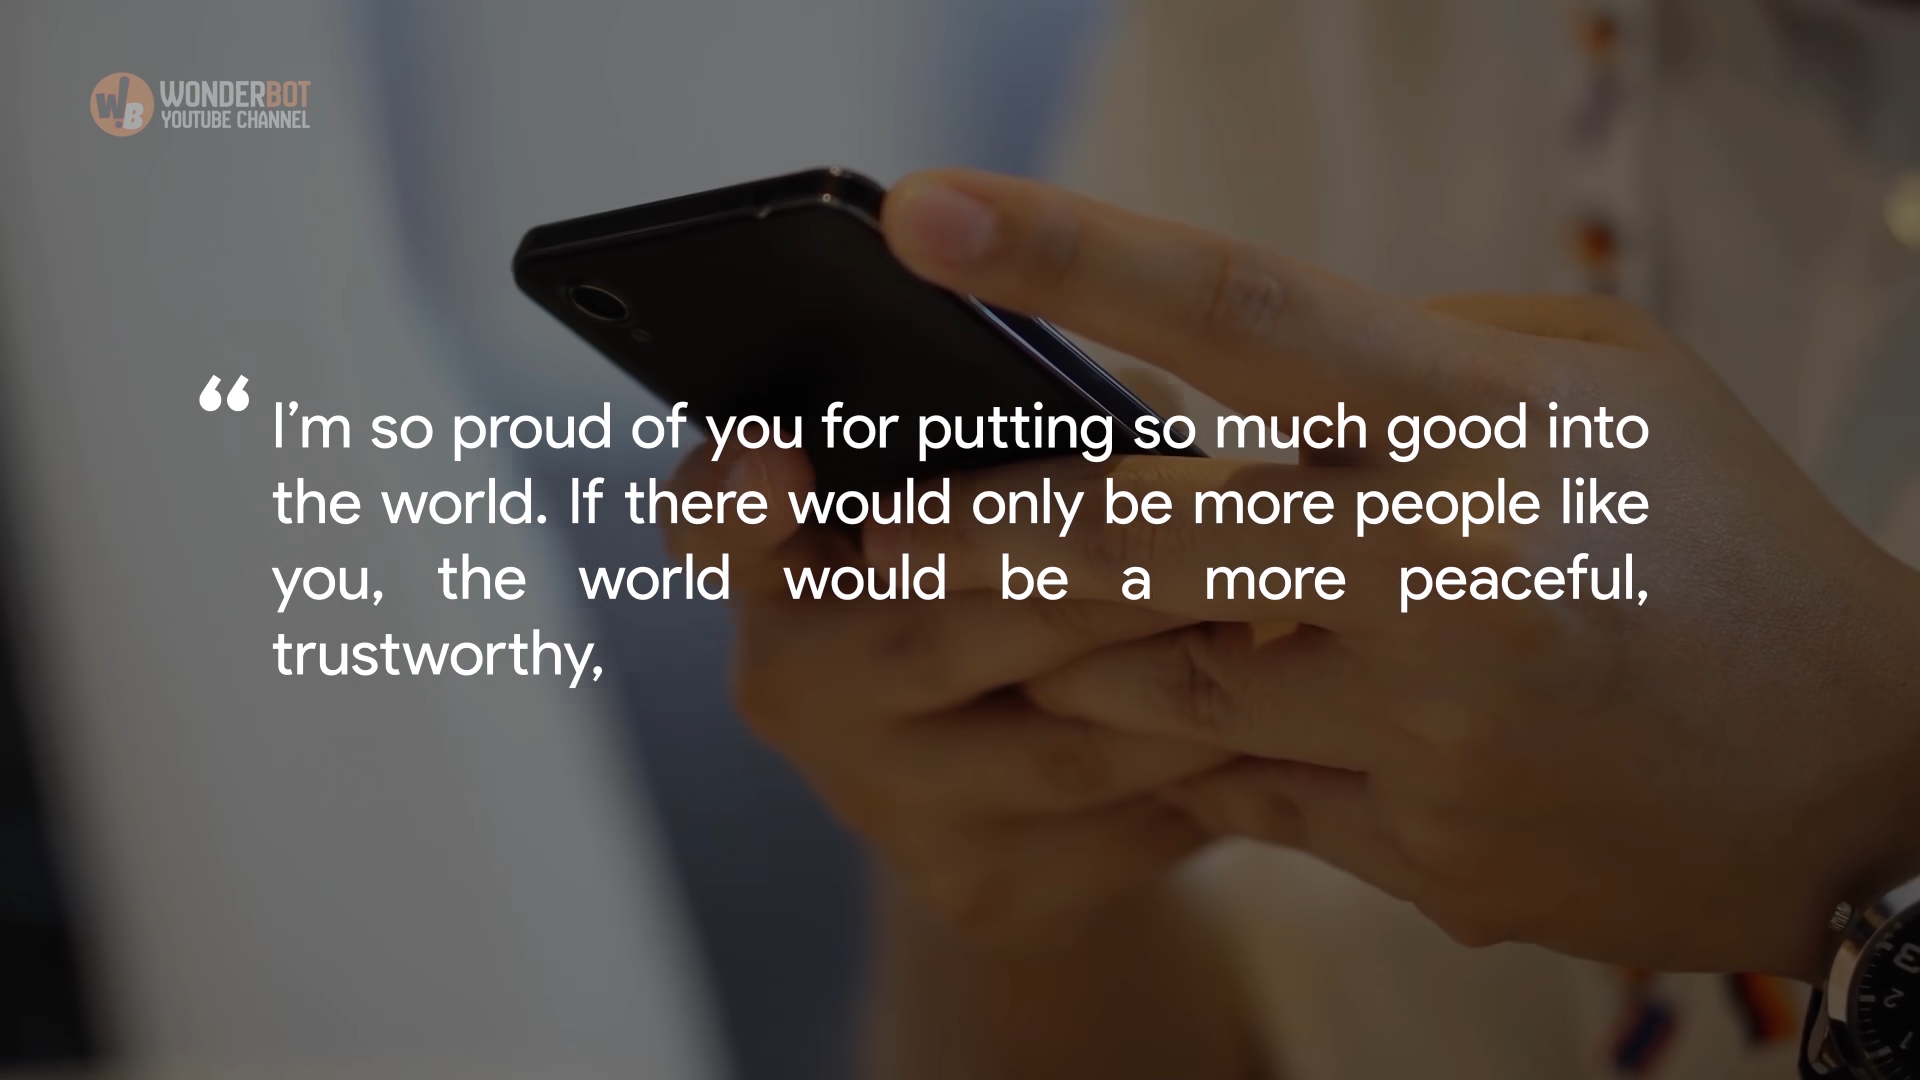 WONDERBOT
YOUTUBE CHANNEL
“I’m so proud of you for putting so much good into
the world. If there would only be more people like
you, the world would be a more peaceful,
trustworthy,